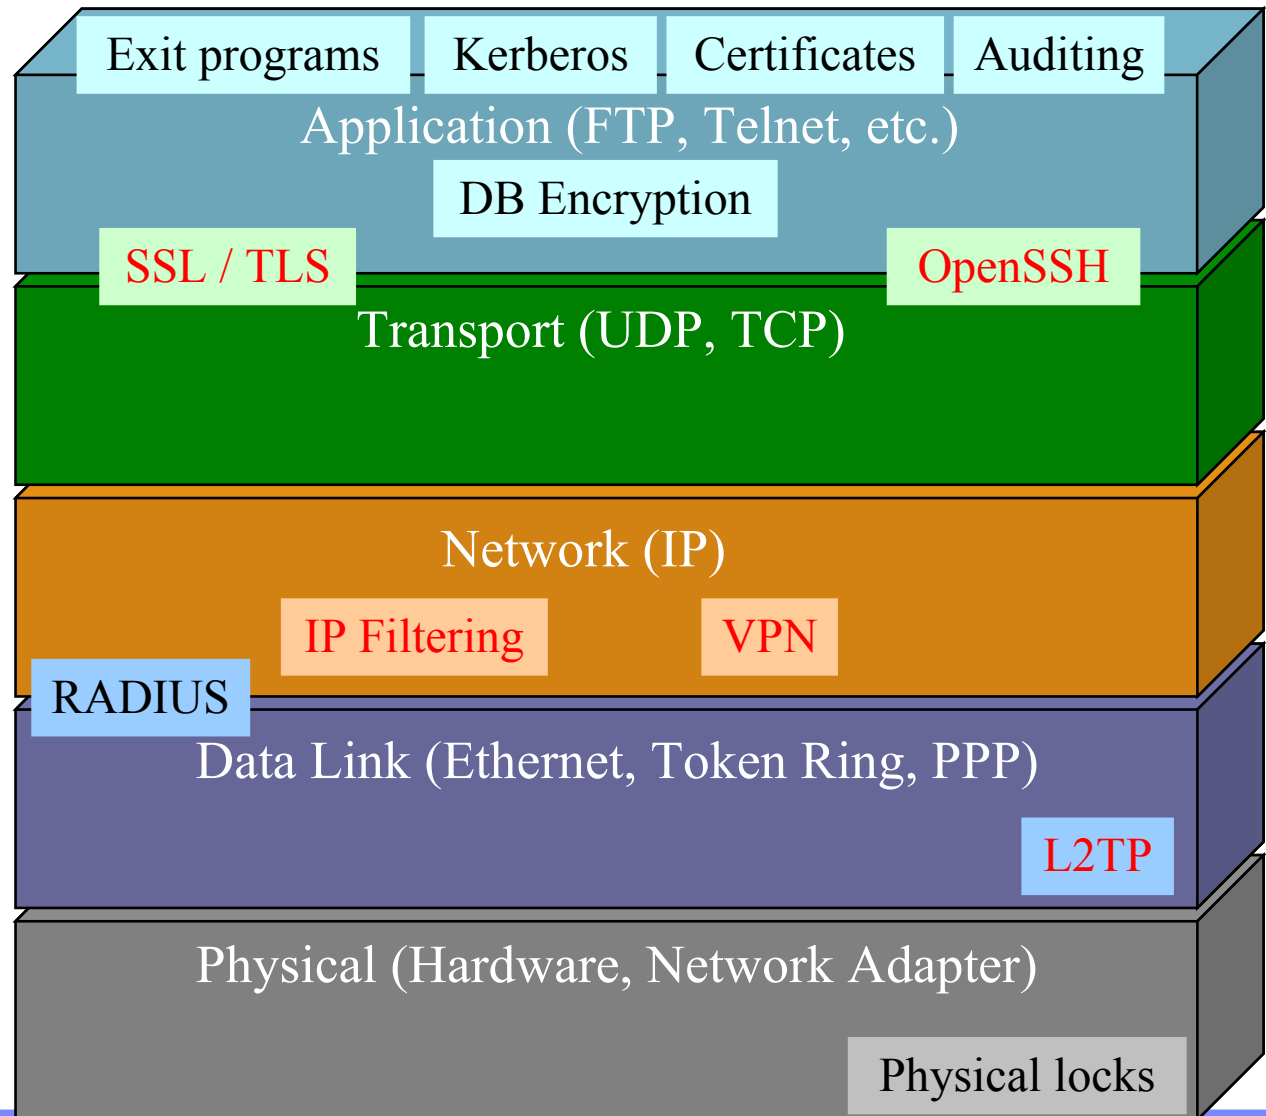 Exit programs Kerberos Certificates Auditing
Application (FTP, Telnet, etc.)
DB Encryption
SSL / TLS OpenSSH
Transport (UDP, TCP)
Network (IP)
IP Filtering VPN
RADIUS
Data Link (Ethernet, Token Ring, PPP)
L2TP
Physical (Hardware, Network Adapter)
Physical locks